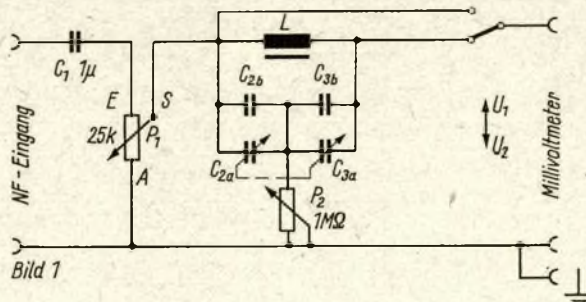 L
C₁ 1µ
C₂b
C₃b
E
S
25k
P₁
NF-Eingang
A
C₂a
C₃a
P₂
1MΩ
U₁
U₂
Millivoltmeter
Bild 1